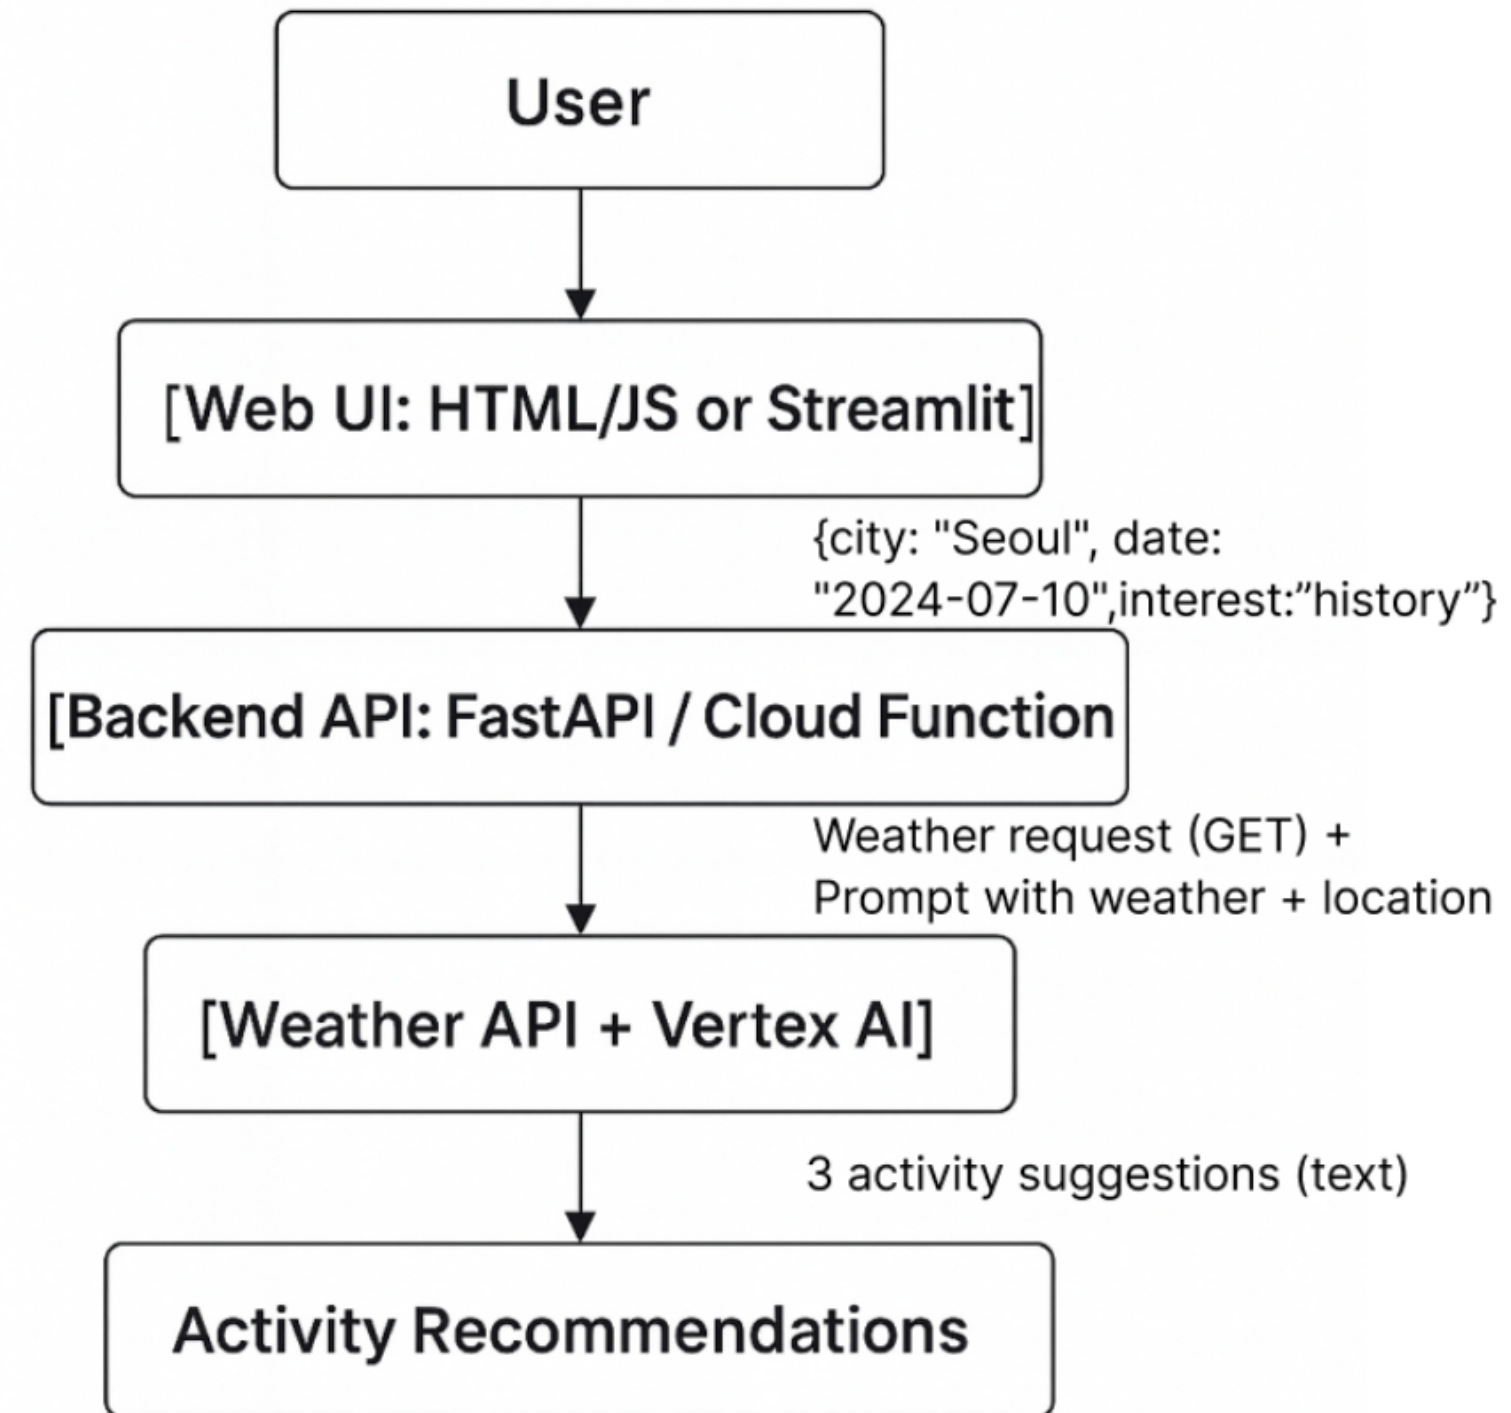 User
[Web UI: HTML/JS or Streamlit]
{city: "Seoul", date:
"2024-07-10",interest:”history”}
[Backend API: FastAPI / Cloud Function
Weather request (GET) +
Prompt with weather + location
[Weather API + Vertex AI]
3 activity suggestions (text)
Activity Recommendations